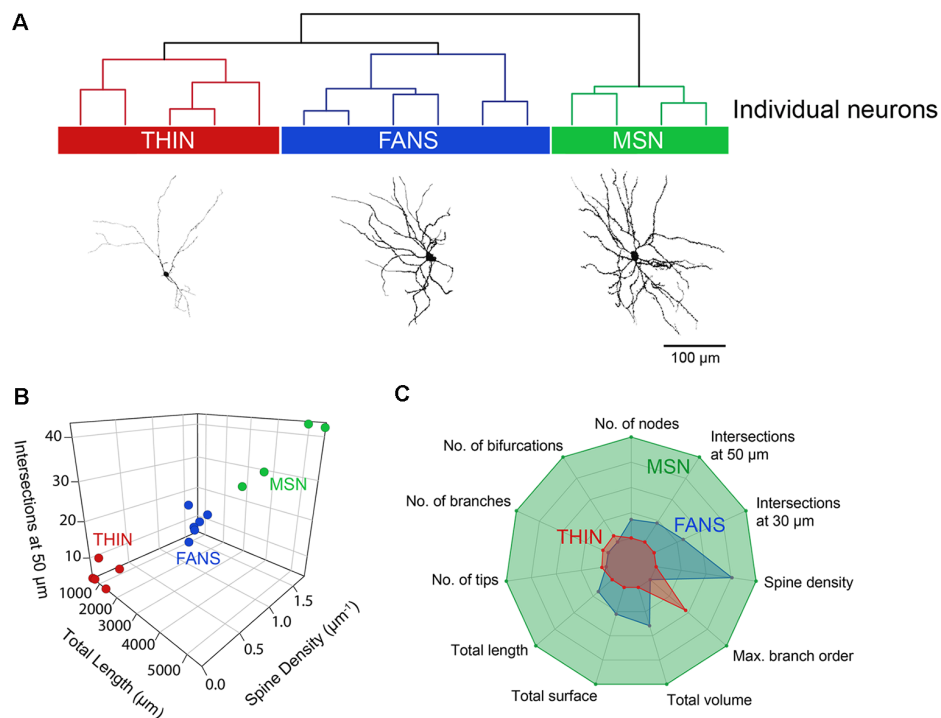 A
Individual neurons
THIN FANS MSN
100 µm
B
Intersections at 50 µm
40
30
20
10
THIN
FANS
MSN
1000
2000
3000
4000
5000
Total Length (µm)
0.0
0.5
1.0
1.5
Spine Density (µm⁻¹)
C
No. of nodes
Intersections
at 50 µm
Intersections
at 30 µm
Spine density
Max. branch order
Total volume
Total surface
Total length
No. of tips
No. of branches
No. of bifurcations
MSN
FANS
THIN